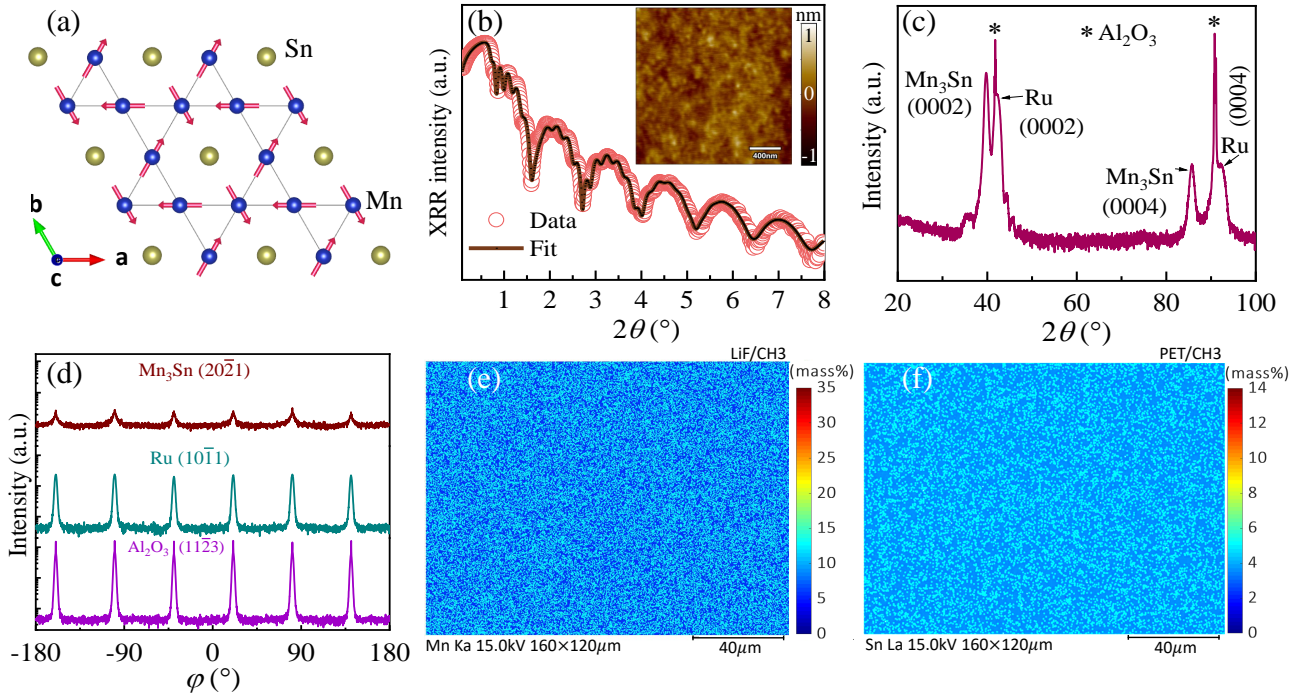 (a)
Sn
Mn
b
c
a
(b)
XRR intensity (a.u.)
nm
1
0
-1
400nm
Data
Fit
1 2 3 4 5 6 7 8
2θ (°)
(c)
Intensity (a.u.)
* * Al₂O₃ *
Mn₃Sn
(0002)
Ru
(0002)
Mn₃Sn
(0004)
Ru (0004)
20 40 60 80 100
2θ (°)
(d)
Intensity (a.u.)
Mn₃Sn (202̄1)
Ru (101̄1)
Al₂O₃ (112̄3)
-180 -90 0 90 180
φ (°)
(e)
LiF/CH3
(mass%)
35
30
25
20
15
10
5
0
Mn Ka 15.0kV 160×120μm
40μm
(f)
PET/CH3
(mass%)
14
12
10
8
6
4
2
0
Sn La 15.0kV 160×120μm
40μm